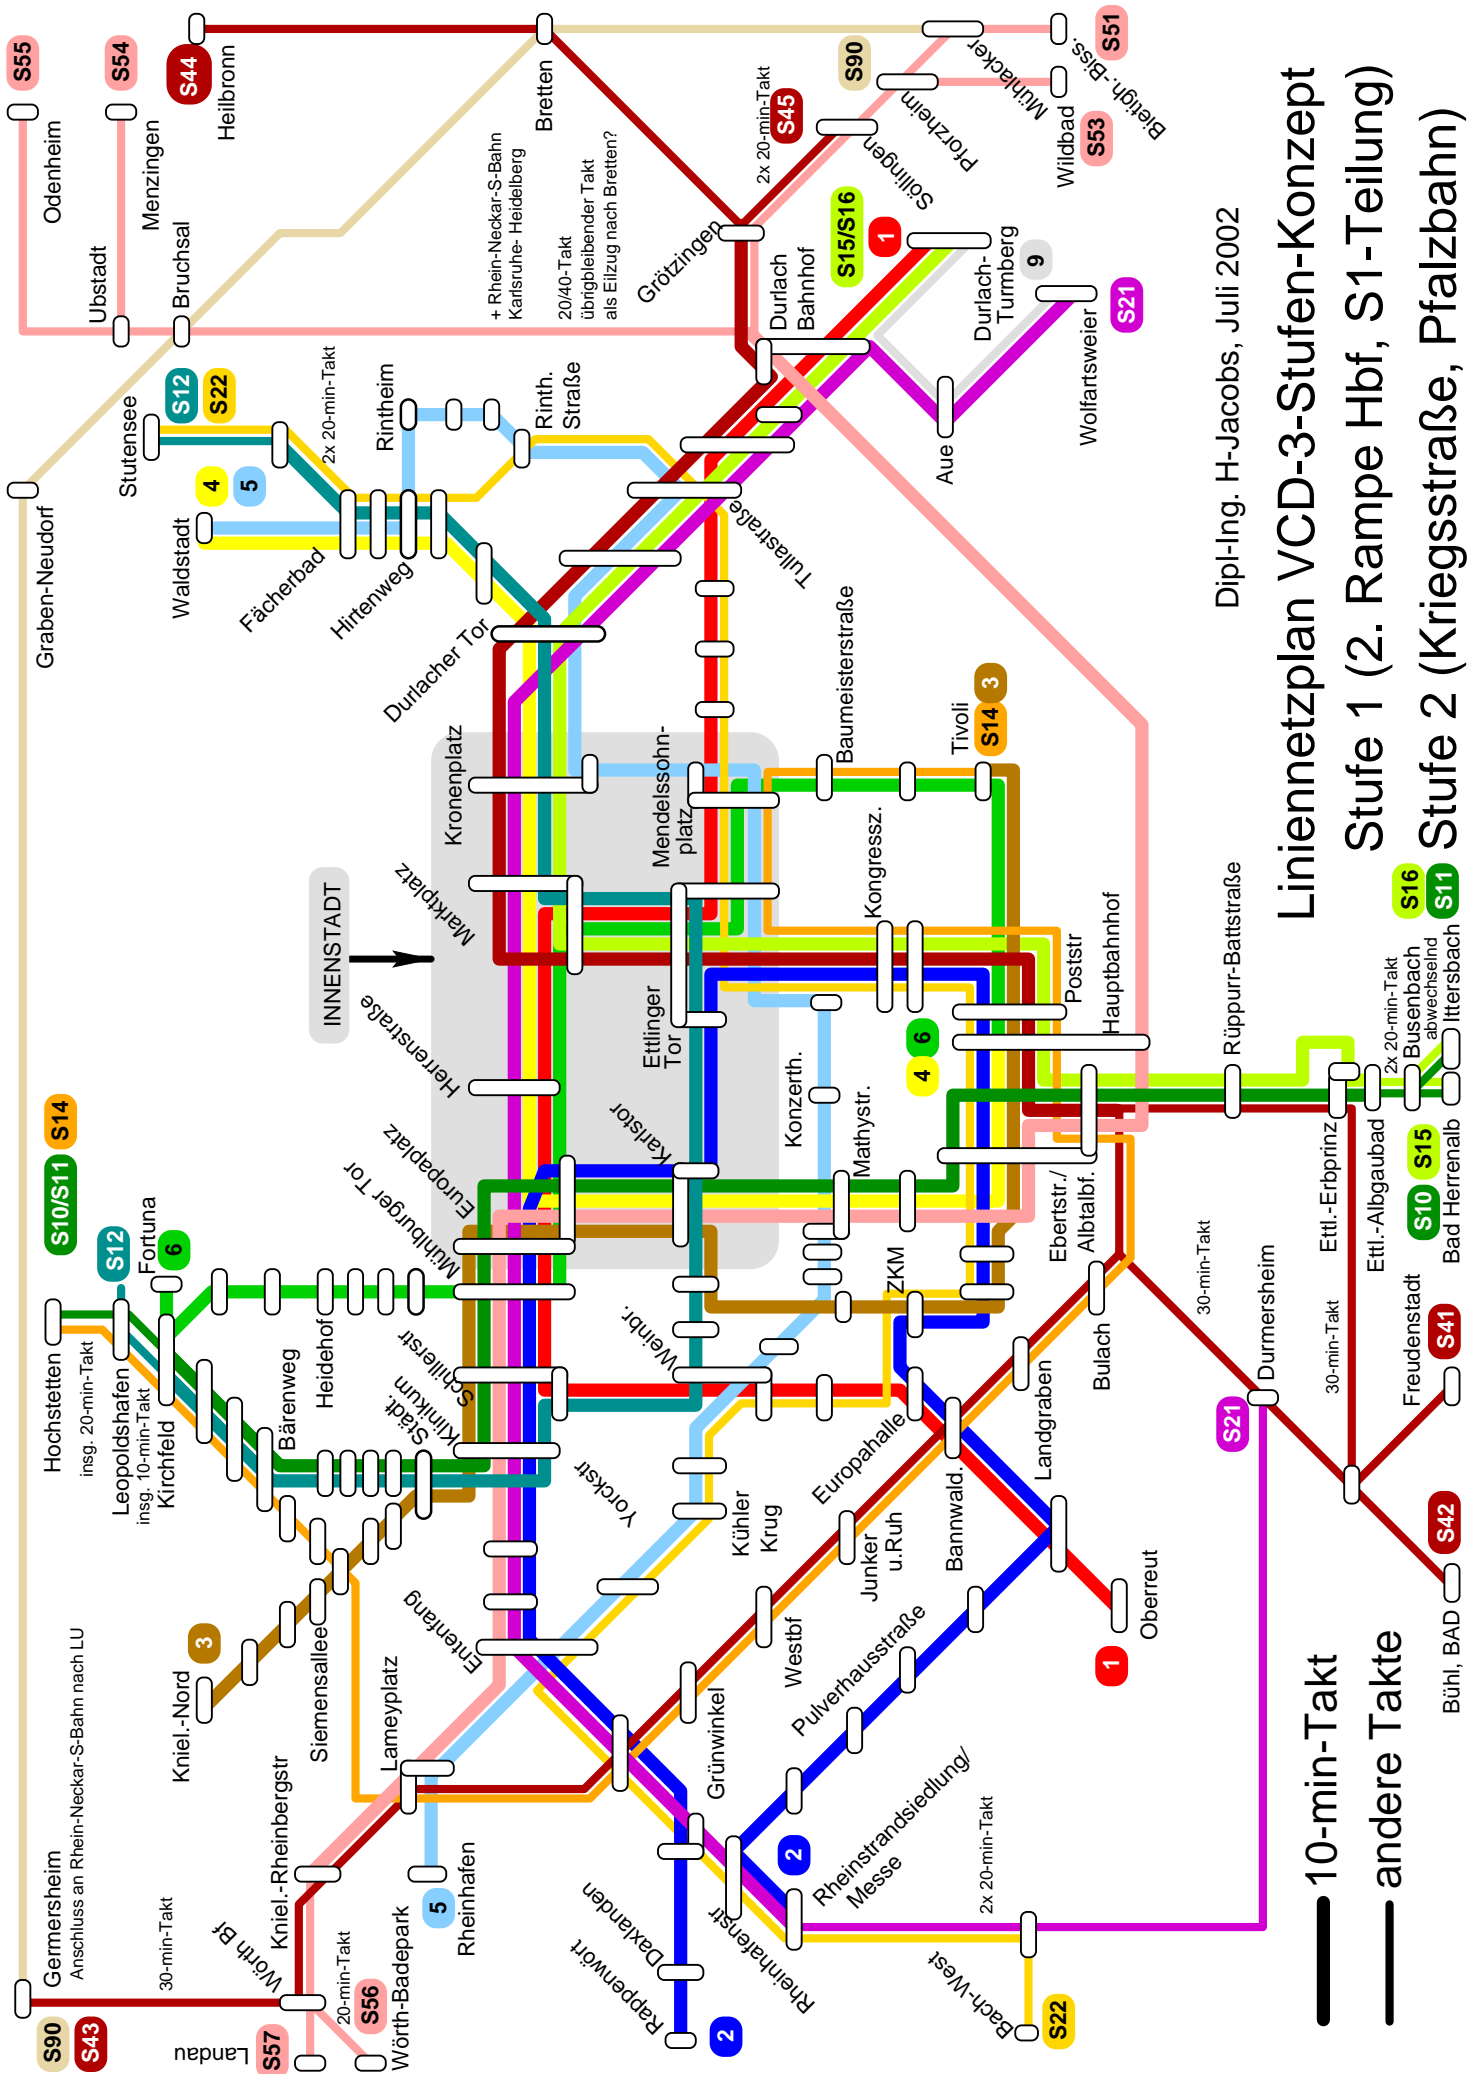 S90
S43
Germersheim
Anschluss an Rhein-Neckar-S-Bahn nach LU
30-min-Takt
Landau
S57
20-min-Takt
S56
Wörth-Badepark
Wörth Bf
Kniel.-Rheinbergstr
Kniel.-Nord
3
Siemensallee
Lameyplatz
5
Rheinhafen
Rappenwört
Daxlanden
2
Rheinhafenstr
2
Rheinstrandsiedlung/
Messe
2x 20-min-Takt
Bach-West
S22
Hochstetten
insg. 20-min-Takt
S10/S11
S14
Leopoldshafen
insg. 10-min-Takt
S12
Kirchfeld
Fortuna
6
Bärenweg
Heidehof
Städt.
Klinikum
Schillerstr
Mühlburger Tor
Europaplatz
Herrenstraße
INNENSTADT
Marktplatz
Kronenplatz
Durlacher Tor
Entenfang
Yorckstr
Weinbr.
Karlstor
Ettlinger
Tor
Mendelssohn-
platz
Kühler
Krug
Konzerth.
Mathystr.
ZKM
Kongressz.
4
6
Baumeisterstraße
Tivoli
S14
3
Grünwinkel
Westbf
Junker
u.Ruh
Europahalle
Bannwald.
Landgraben
Bulach
Pulverhausstraße
Oberreut
1
Ebertstr./
Albtalbf.
Hauptbahnhof
Poststr
Rüppurr-Battstraße
Ettl.-Erbprinz
Ettl.-Albgaubad
2x 20-min-Takt
Busenbach
abwechselnd
Ittersbach
S16
S11
S10
S15
Bad Herrenalb
30-min-Takt
Durmersheim
S21
30-min-Takt
Freudenstadt
S41
S42
Bühl, BAD
Graben-Neudorf
Stutensee
S12
S22
2x 20-min-Takt
Waldstadt
4
5
Fächerbad
Hirtenweg
Rintheim
Rinth.
Straße
Tullastraße
S55
Odenheim
S54
Menzingen
Ubstadt
Bruchsal
S44
Heilbronn
Bretten
+ Rhein-Neckar-S-Bahn
Karlsruhe- Heidelberg
20/40-Takt
übrigbleibender Takt
als Eilzug nach Bretten?
Grötzingen
2x 20-min-Takt
S45
S90
Söllingen
Pforzheim
Mühlacker
Wildbad
S53
Bietigh.-Biss.
S51
Durlach
Bahnhof
S15/S16
1
Durlach-
Turmberg
9
Aue
Wolfartsweier
S21
Dipl-Ing. H-Jacobs, Juli 2002
Liniennetzplan VCD-3-Stufen-Konzept
Stufe 1 (2. Rampe Hbf, S1-Teilung)
Stufe 2 (Kriegsstraße, Pfalzbahn)
10-min-Takt
andere Takte